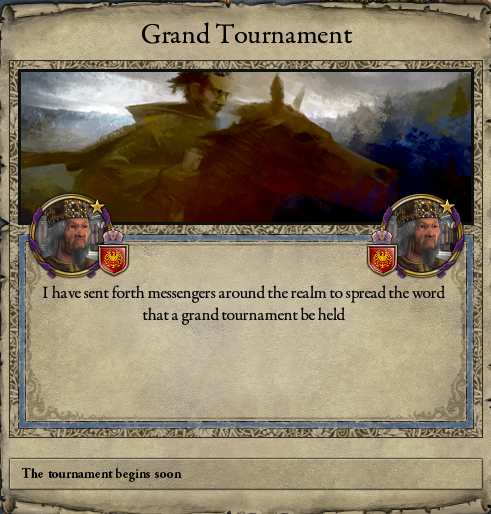 Grand Tournament
I have sent forth messengers around the realm to spread the word
that a grand tournament be held
The tournament begins soon